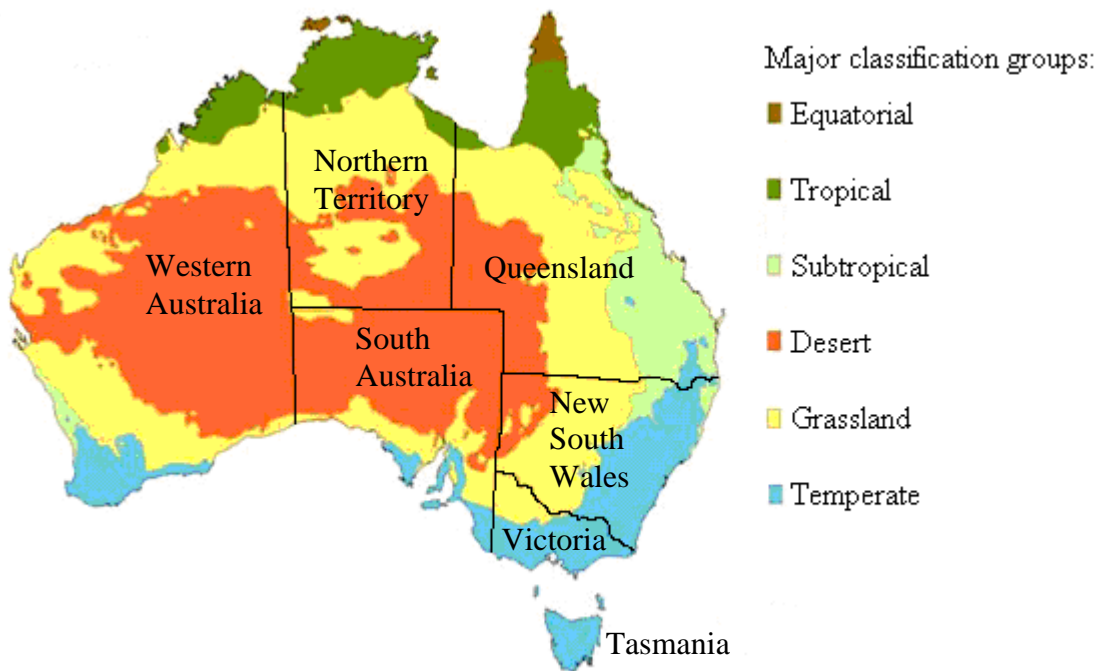 Major classification groups:
Equatorial
Tropical
Subtropical
Desert
Grassland
Temperate
Northern
Territory
Western
Australia
Queensland
South
Australia
New
South
Wales
Victoria
Tasmania